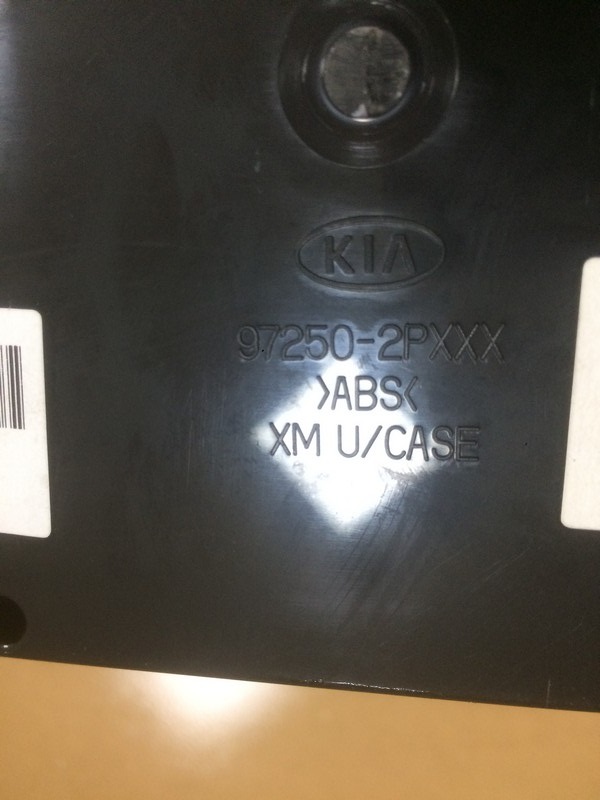 KIA
97250-2PXXX
>ABS<
XM U/CASE